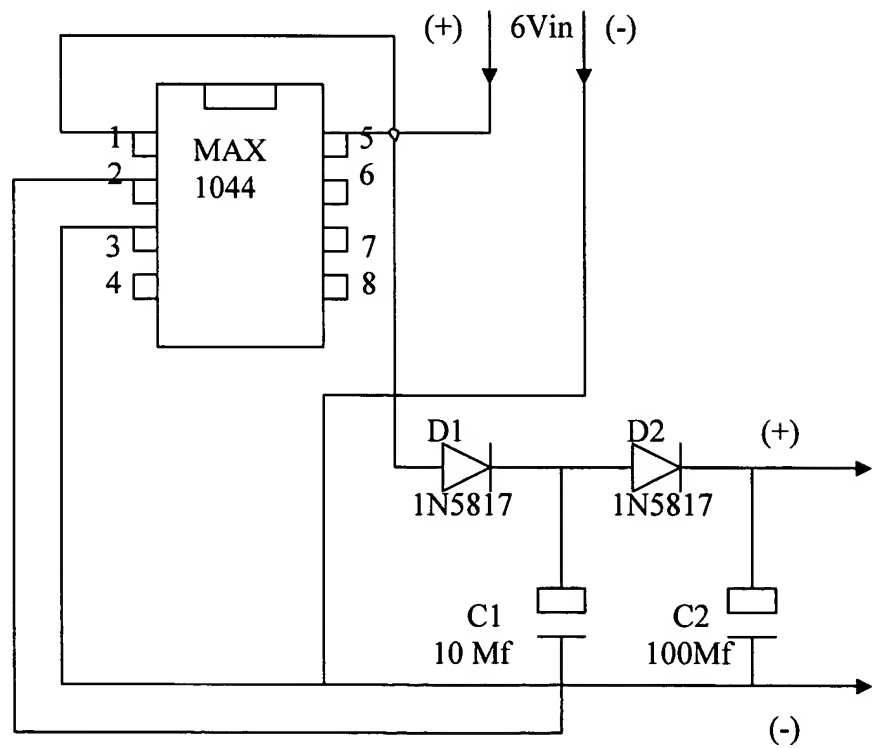 (+) 6Vin (-)
1 MAX 5
2 1044 6
3 7
4 8
D1 D2 (+)
1N5817 1N5817
C1 C2
10 Mf 100Mf
(-)